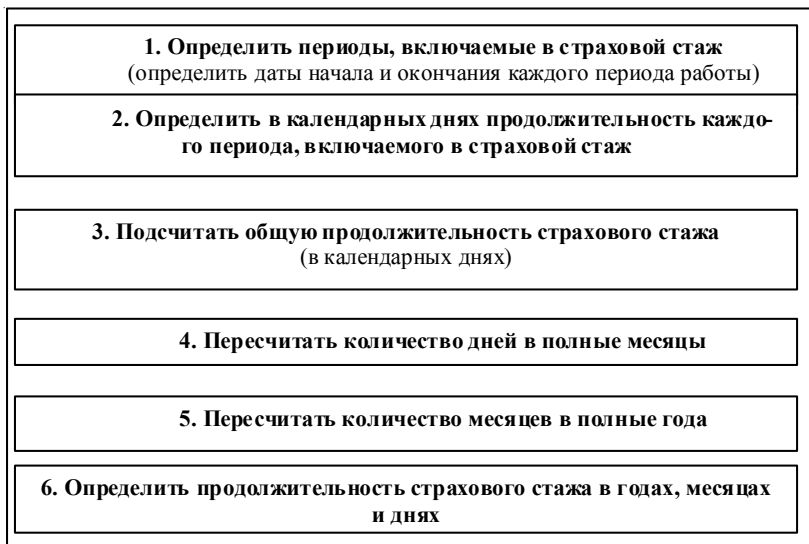 1. Определить периоды, включаемые в страховой стаж
(определить даты начала и окончания каждого периода работы)
2. Определить в календарных днях продолжительность каждо-
го периода, включаемого в страховой стаж
3. Подсчитать общую продолжительность страхового стажа
(в календарных днях)
4. Пересчитать количество дней в полные месяцы
5. Пересчитать количество месяцев в полные года
6. Определить продолжительность страхового стажа в годах, месяцах
и днях